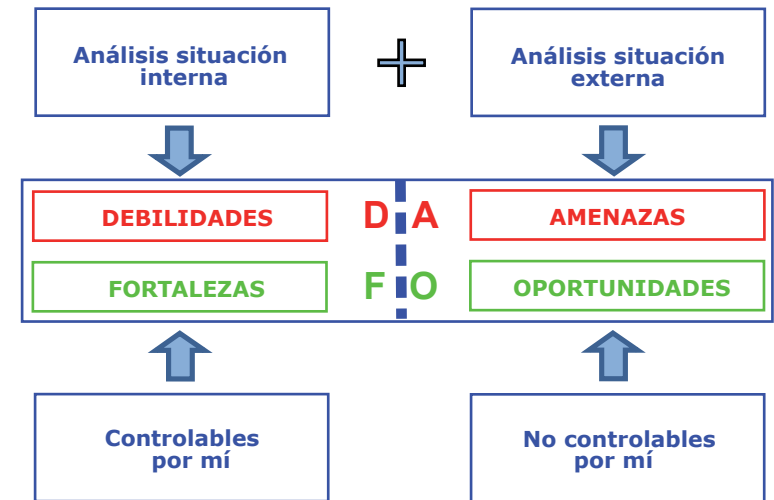 Análisis situación
interna
Análisis situación
externa
DEBILIDADES
D A
AMENAZAS
FORTALEZAS
F O
OPORTUNIDADES
Controlables
por mí
No controlables
por mí